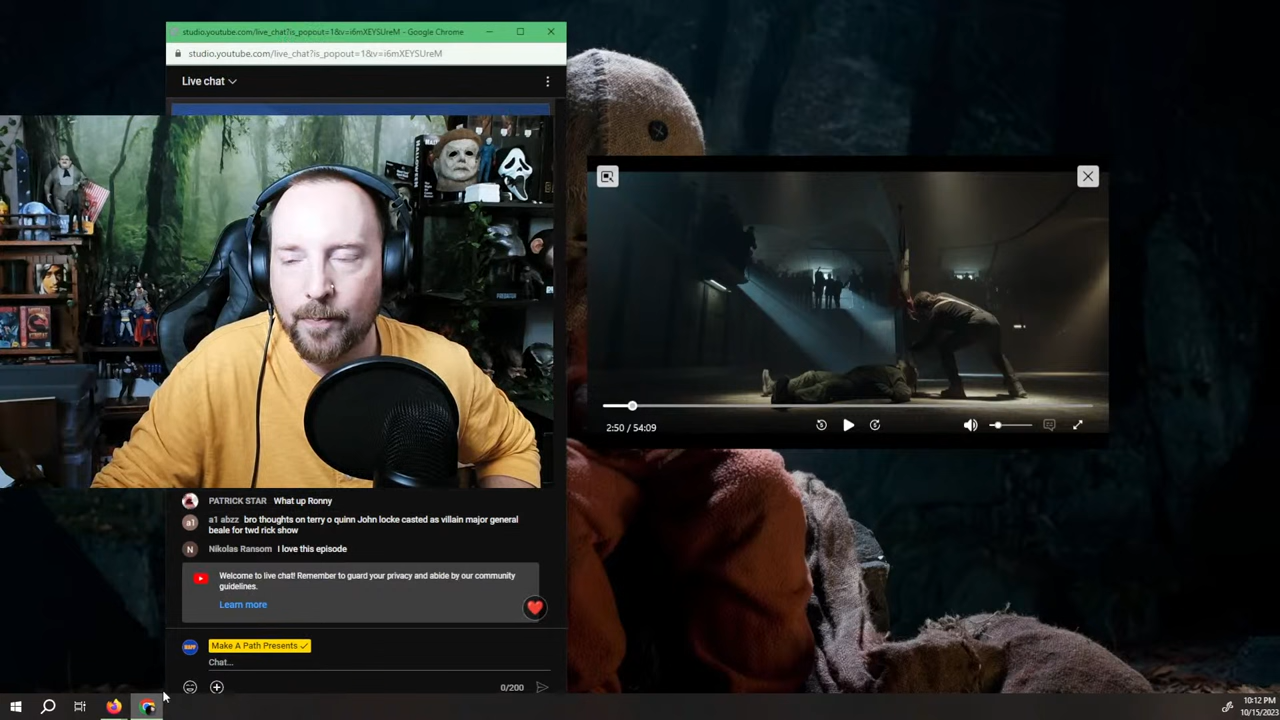 studio.youtube.com/live_chat?is_popout=1&v=i6mXEYSUreM - Google Chrome
studio.youtube.com/live_chat?is_popout=1&v=i6mXEYSUreM
Live chat
2:50 / 54:09
PATRICK STAR What up Ronny
a1 abzz bro thoughts on terry o quinn John locke casted as villain major general
beale for twd rick show
Nikolas Ransom I love this episode
Welcome to live chat! Remember to guard your privacy and abide by our community
guidelines.
Learn more
Make A Path Presents
Chat...
0/200
10:12 PM
10/15/2023